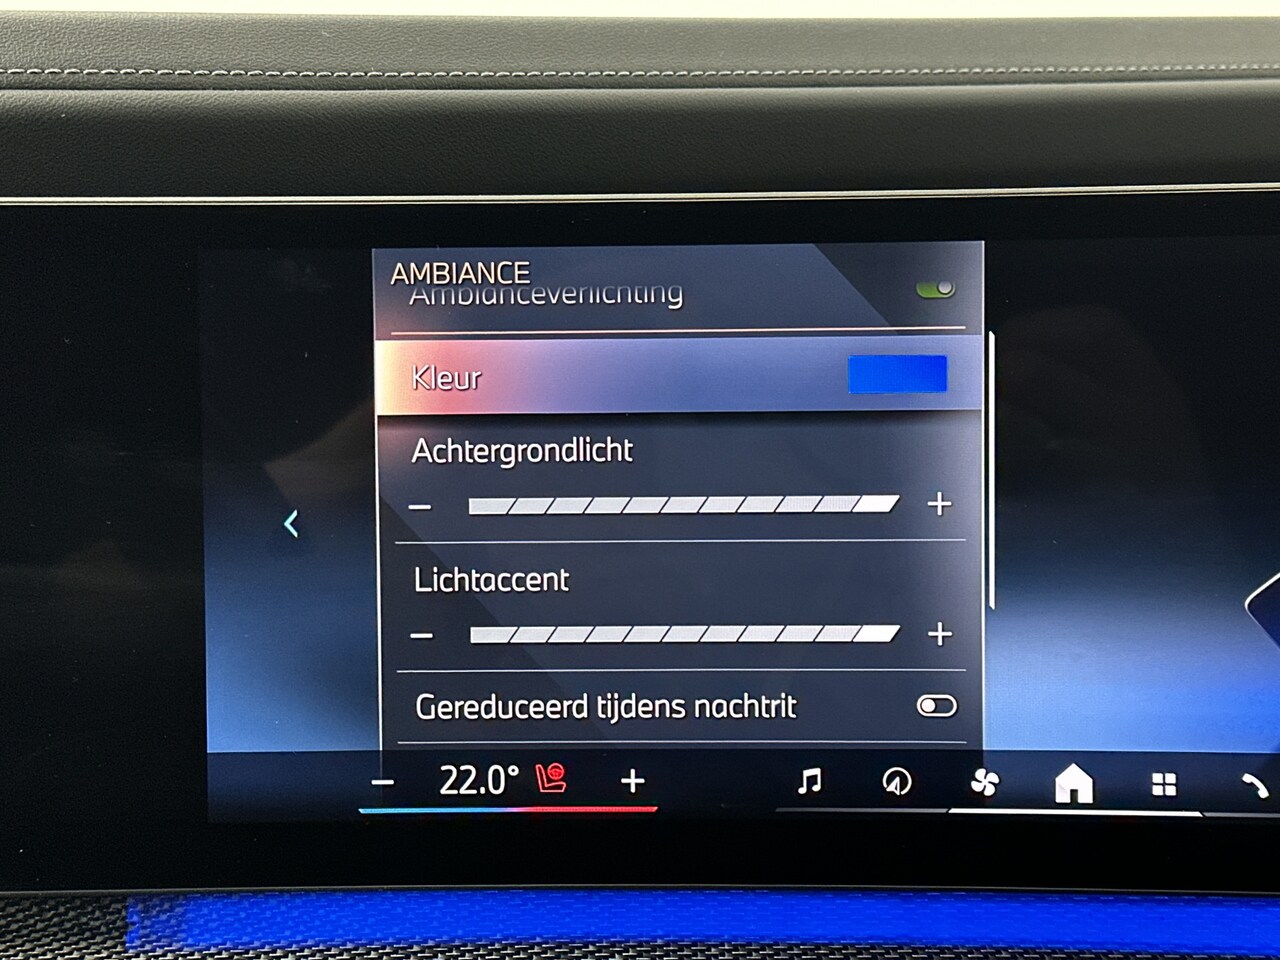 AMBIANCE
Ambianceverlichting
Kleur
Achtergrondlicht
− +
Lichtaccent
− +
Gereduceerd tijdens nachtrit
− 22.0° +